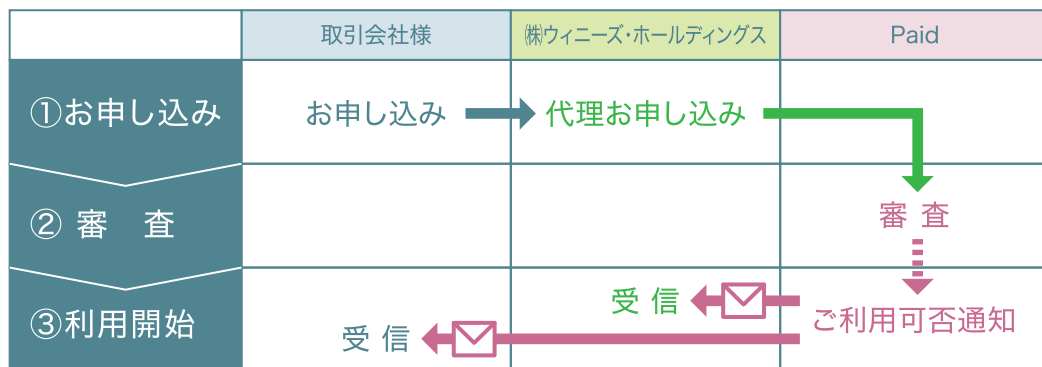 取引会社様
㈱ウィニーズ・ホールディングス
Paid
①お申し込み
お申し込み
代理お申し込み
②審 査
審 査
③利用開始
受 信
ご利用可否通知
受 信